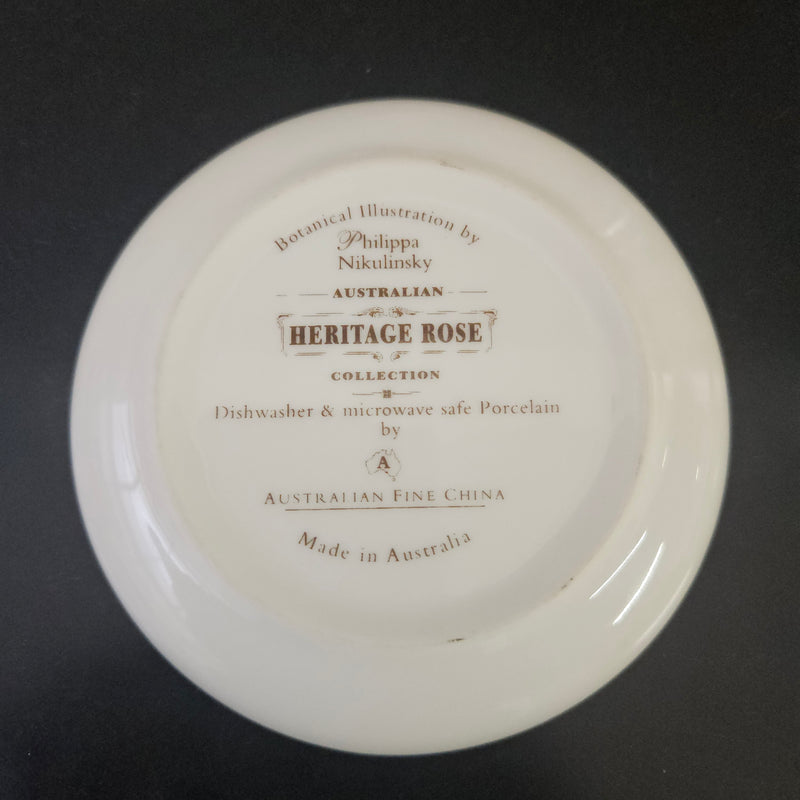 Botanical Illustration by
Philippa
Nikulinsky
AUSTRALIAN
HERITAGE ROSE
COLLECTION
Dishwasher & microwave safe Porcelain
by
A
AUSTRALIAN FINE CHINA
Made in Australia